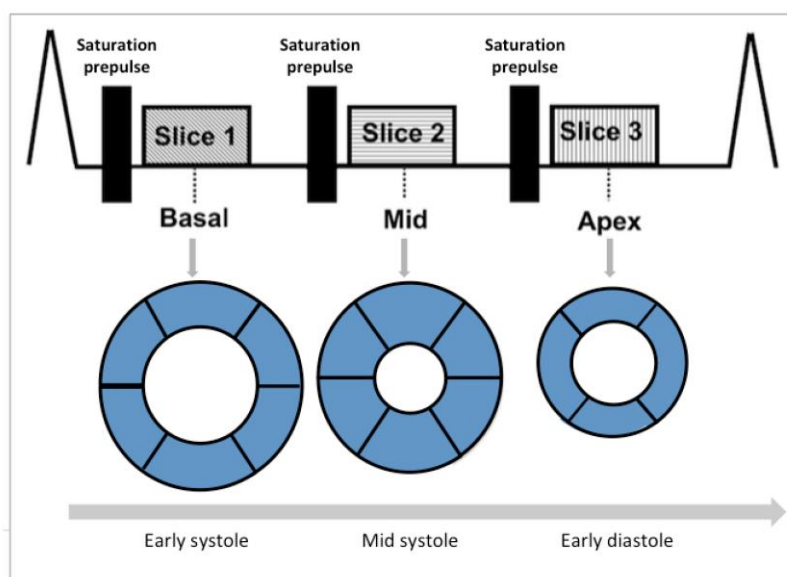 Saturation
prepulse
Saturation
prepulse
Saturation
prepulse
Slice 1
Slice 2
Slice 3
Basal
Mid
Apex
Early systole
Mid systole
Early diastole